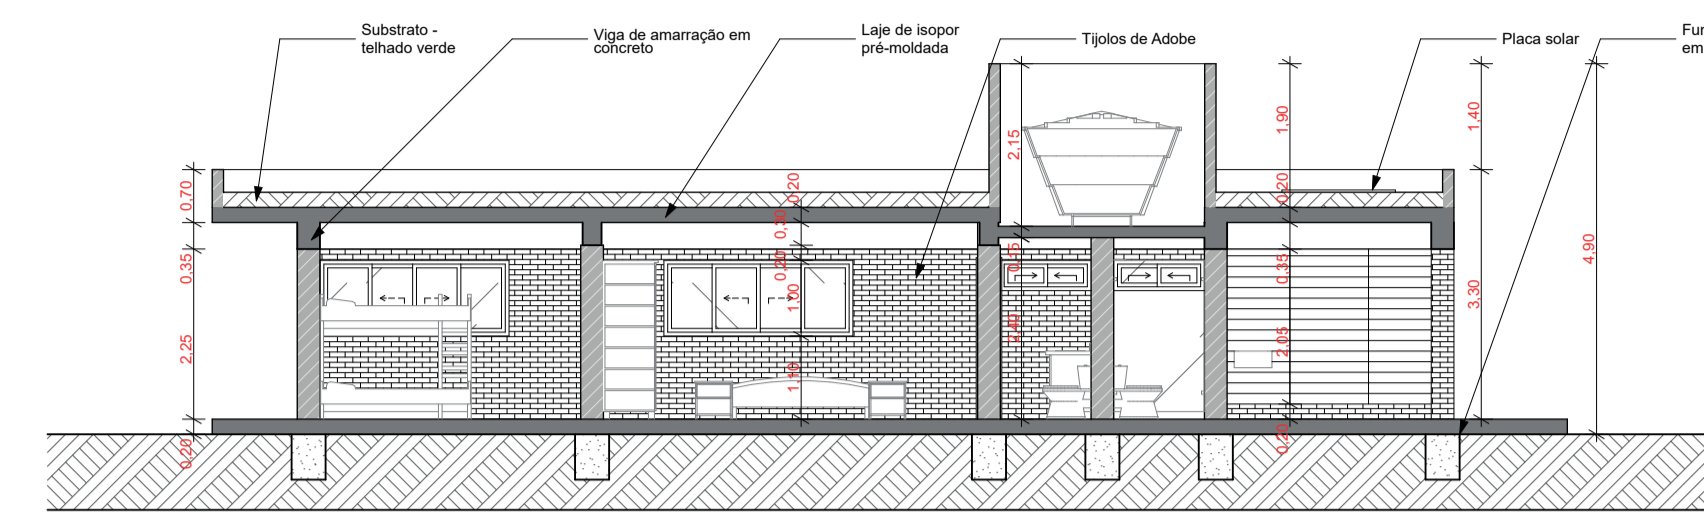 Substrato -
telhado verde
Viga de amarração em
concreto
Laje de isopor
pré-moldada
Tijolos de Adobe
Placa solar
Fun
em
0,70
0,35
2,25
0,20
0,20
0,30
0,20
1,00
1,10
2,15
0,15
2,40
1,90
0,20
0,35
2,05
0,20
1,40
3,30
4,90